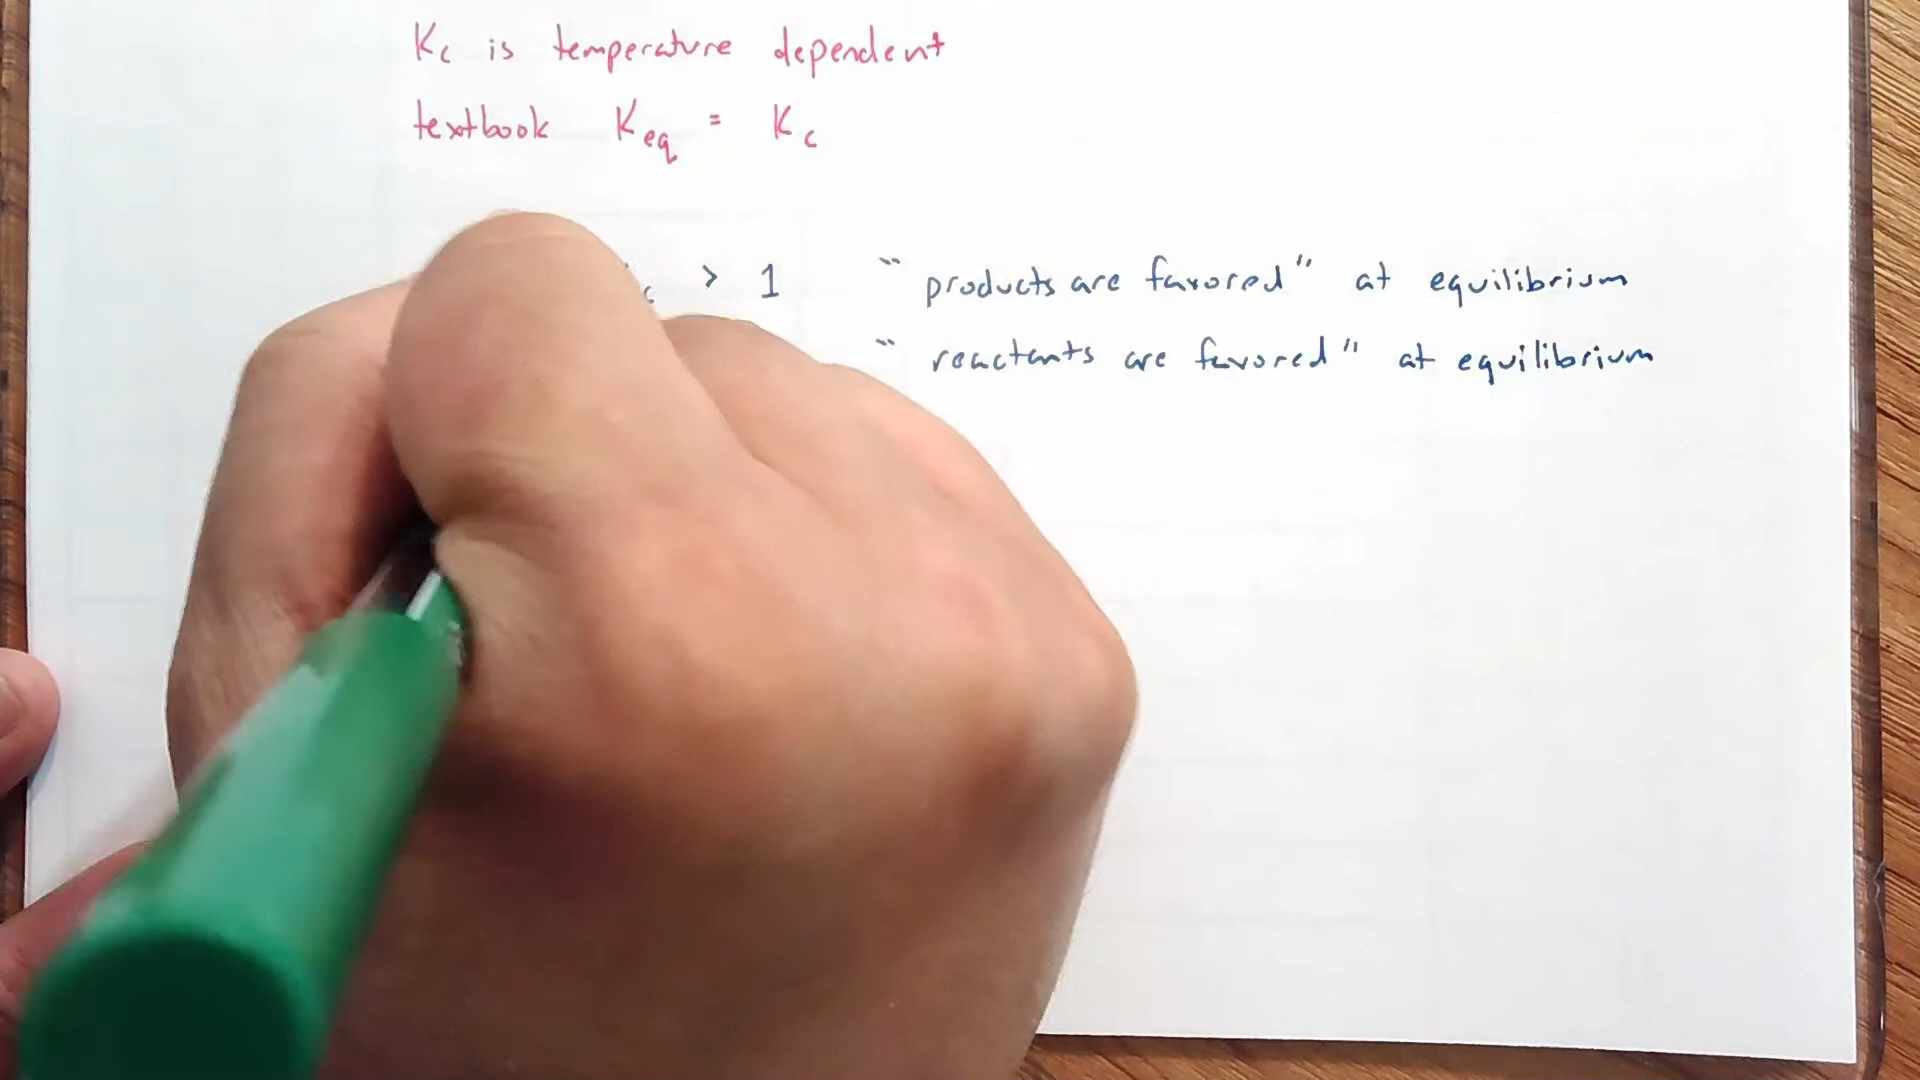 Kc is temperature dependent
textbook Keq = Kc
c > 1 "products are favored" at equilibrium
"reactants are favored" at equilibrium